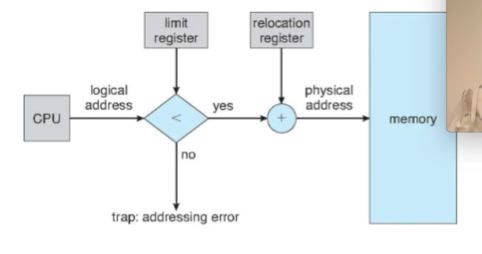 limit
register
relocation
register
logical
address
physical
address
CPU
<
yes
+
memory
no
trap: addressing error